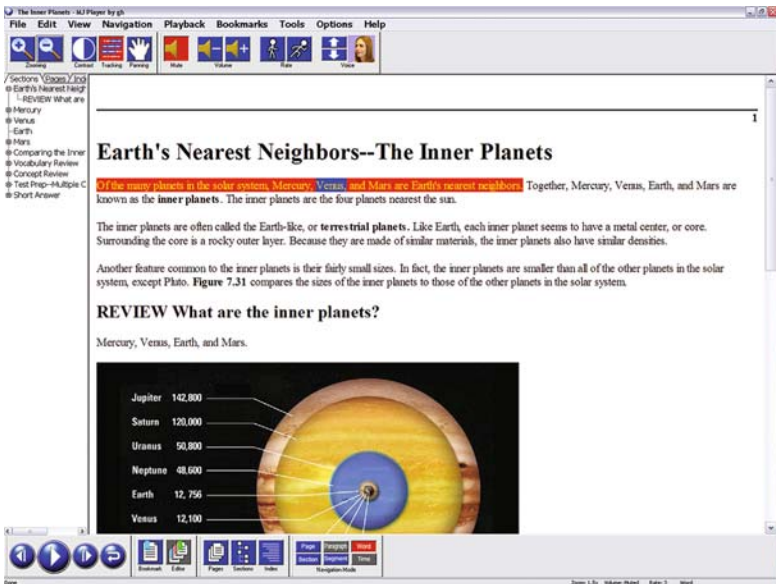 The Inner Planets - MJ Player by gh
File Edit View Navigation Playback Bookmarks Tools Options Help
Zooming Contrast Tracking Panning Mute Volume Rate Voice
Sections Pages Ind
Earth's Nearest Neigh
REVIEW What are
Mercury
Venus
Earth
Mars
Comparing the Inner
Vocabulary Review
Concept Review
Test Prep--Multiple C
Short Answer
1
Earth's Nearest Neighbors--The Inner Planets
Of the many planets in the solar system, Mercury, Venus, and Mars are Earth's nearest neighbors. Together, Mercury, Venus, Earth, and Mars are
known as the inner planets. The inner planets are the four planets nearest the sun.
The inner planets are often called the Earth-like, or terrestrial planets. Like Earth, each inner planet seems to have a metal center, or core.
Surrounding the core is a rocky outer layer. Because they are made of similar materials, the inner planets also have similar densities.
Another feature common to the inner planets is their fairly small sizes. In fact, the inner planets are smaller than all of the other planets in the solar
system, except Pluto. Figure 7.31 compares the sizes of the inner planets to those of the other planets in the solar system.
REVIEW What are the inner planets?
Mercury, Venus, Earth, and Mars.
Jupiter 142,800
Saturn 120,000
Uranus 50,800
Neptune 48,600
Earth 12,756
Venus 12,100
Page Paragraph Word
Section Segment Time
Bookmark Editor Pages Sections Index Navigation Mode
Done Zoom: 1.5x Volume: Muted Rate: 3 Word